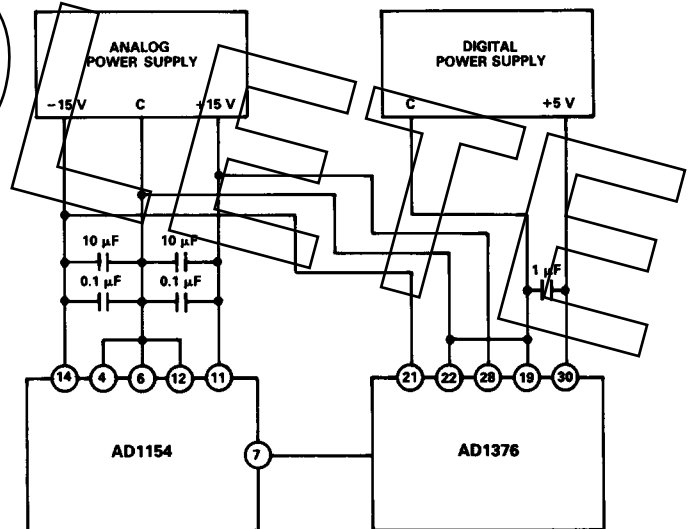 ANALOG
POWER SUPPLY
−15 V C +15 V
DIGITAL
POWER SUPPLY
C +5 V
10 μF 10 μF
0.1 μF 0.1 μF
1 μF
14 4 6 12 11
21 22 28 19 30
AD1154
7
AD1376
LETE